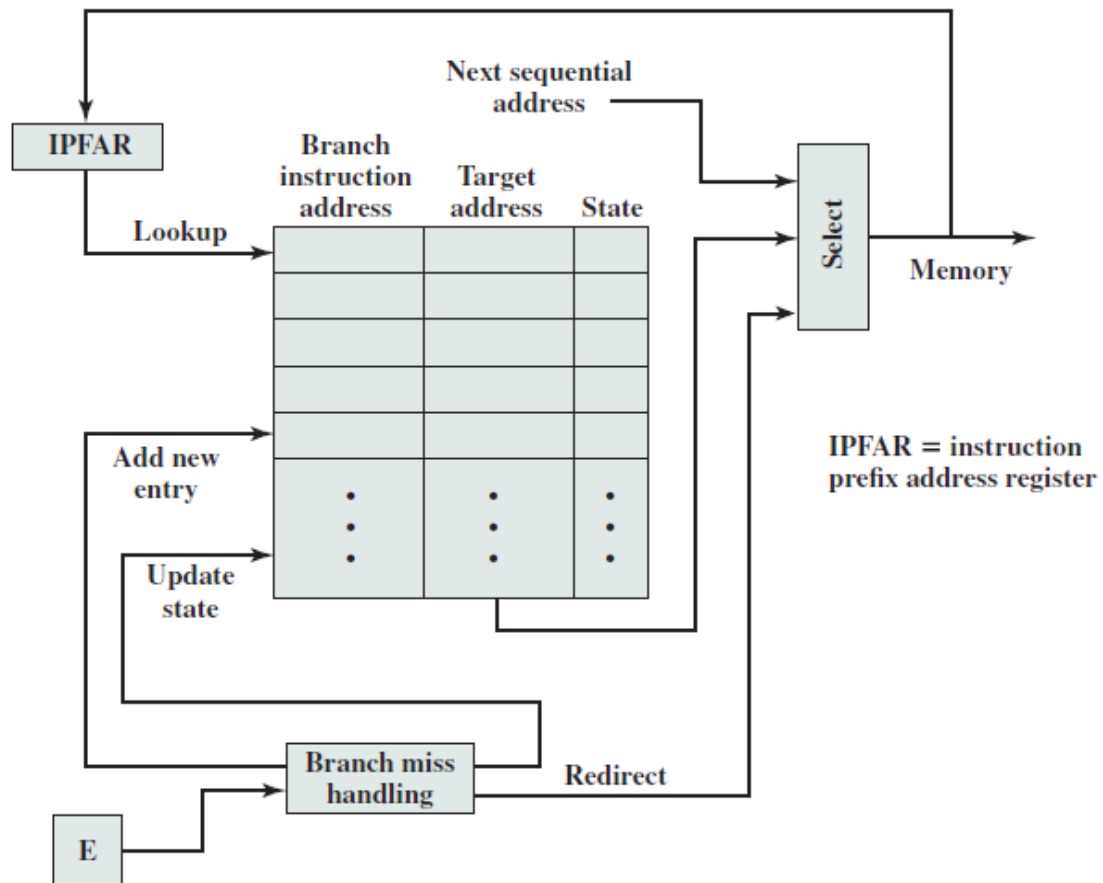 Next sequential
address
IPFAR
Branch
instruction
address
Target
address
State
Lookup
Select
Memory
IPFAR = instruction
prefix address register
Add new
entry
Update
state
Branch miss
handling
Redirect
E